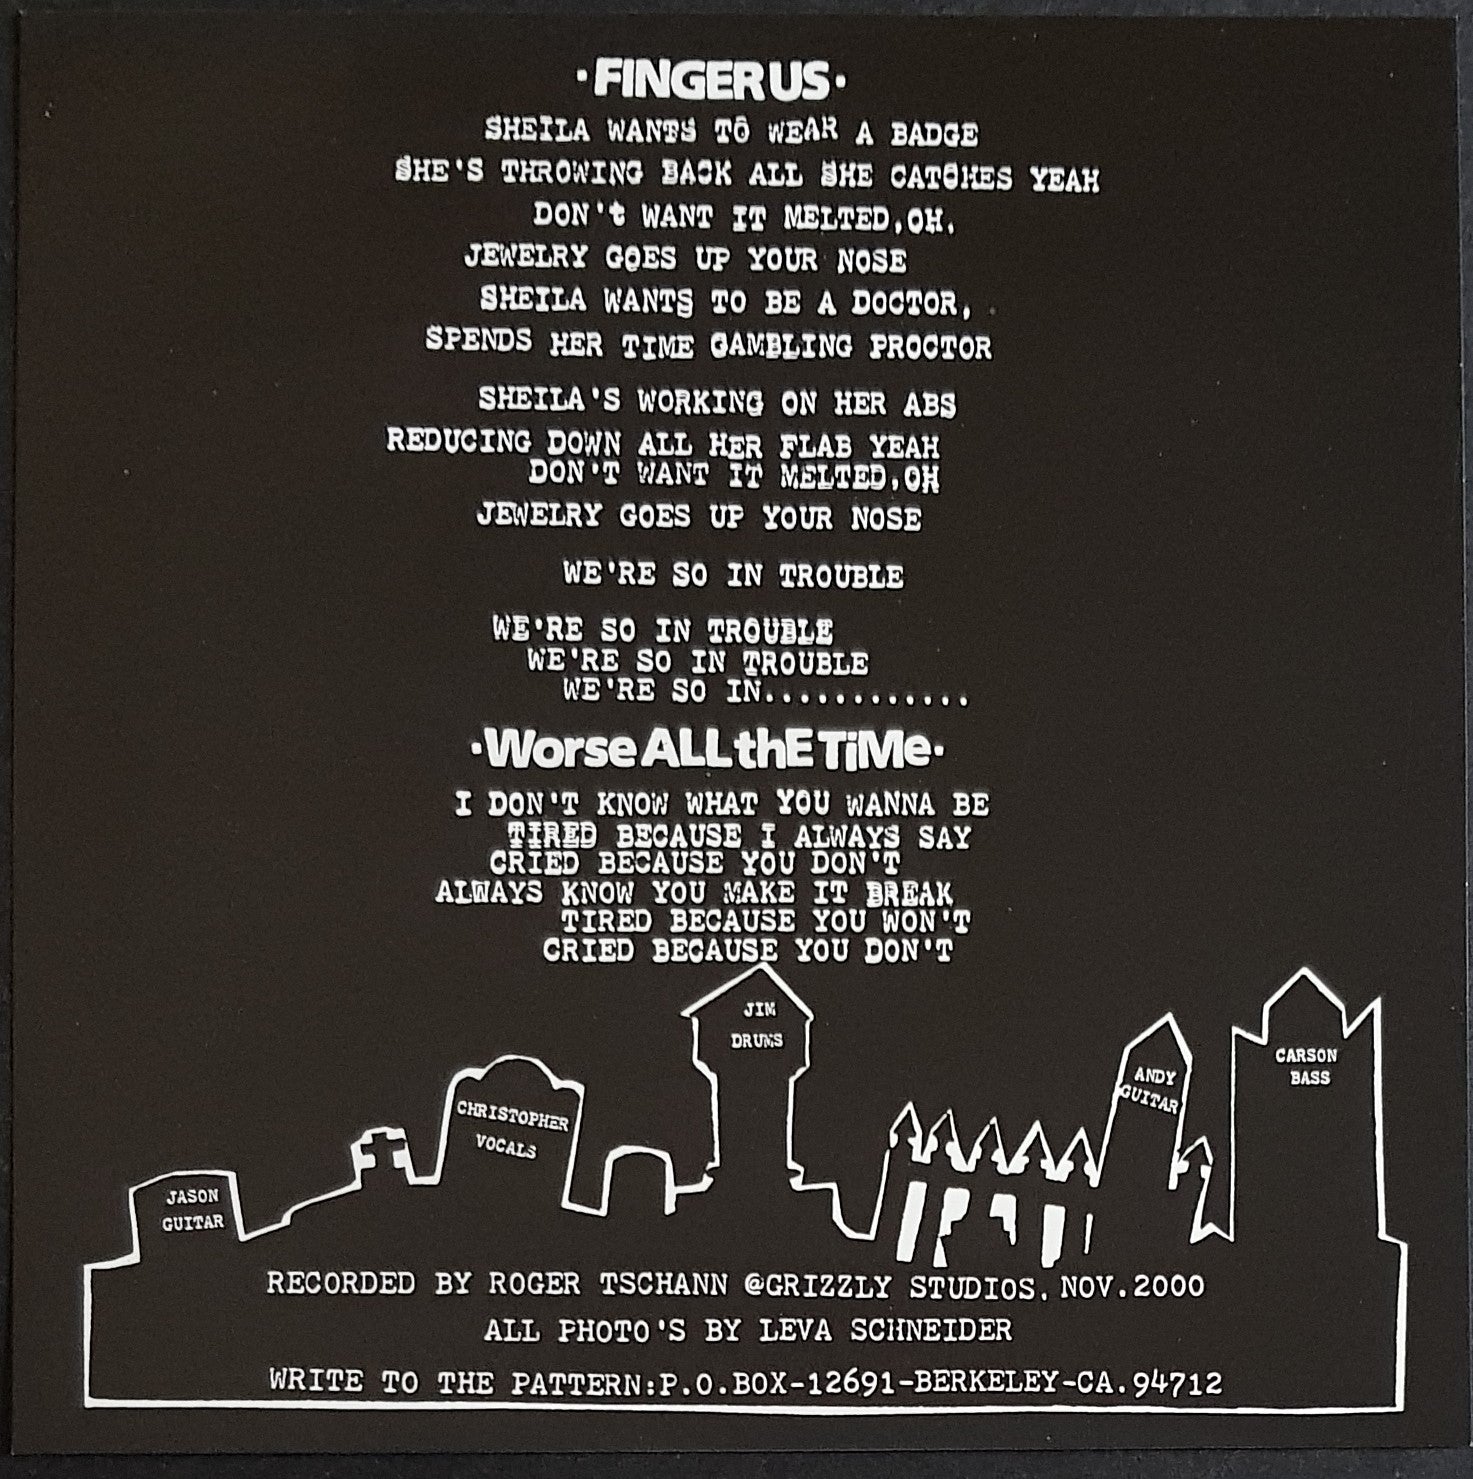 ·FINGER US·
SHEILA WANTS TO WEAR A BADGE
SHE'S THROWING BACK ALL SHE CATCHES YEAH
DON't WANT IT MELTED,OH,
JEWELRY GOES UP YOUR NOSE
SHEILA WANTS TO BE A DOCTOR,
SPENDS HER TIME GAMBLING PROCTOR
SHEILA'S WORKING ON HER ABS
REDUCING DOWN ALL HER FLAB YEAH
DON'T WANT IT MELTED,OH
JEWELRY GOES UP YOUR NOSE
WE'RE SO IN TROUBLE
WE'RE SO IN TROUBLE
WE'RE SO IN TROUBLE
WE'RE SO IN............
·Worse ALL thE TiMe·
I DON'T KNOW WHAT YOU WANNA BE
TIRED BECAUSE I ALWAYS SAY
CRIED BECAUSE YOU DON'T
ALWAYS KNOW YOU MAKE IT BREAK
TIRED BECAUSE YOU WON'T
CRIED BECAUSE YOU DON'T
JIM
DRUMS
CARSON
BASS
ANDY
GUITAR
CHRISTOPHER
VOCALS
JASON
GUITAR
RECORDED BY ROGER TSCHANN @GRIZZLY STUDIOS, NOV.2000
ALL PHOTO'S BY LEVA SCHNEIDER
WRITE TO THE PATTERN:P.O.BOX-12691-BERKELEY-CA.94712